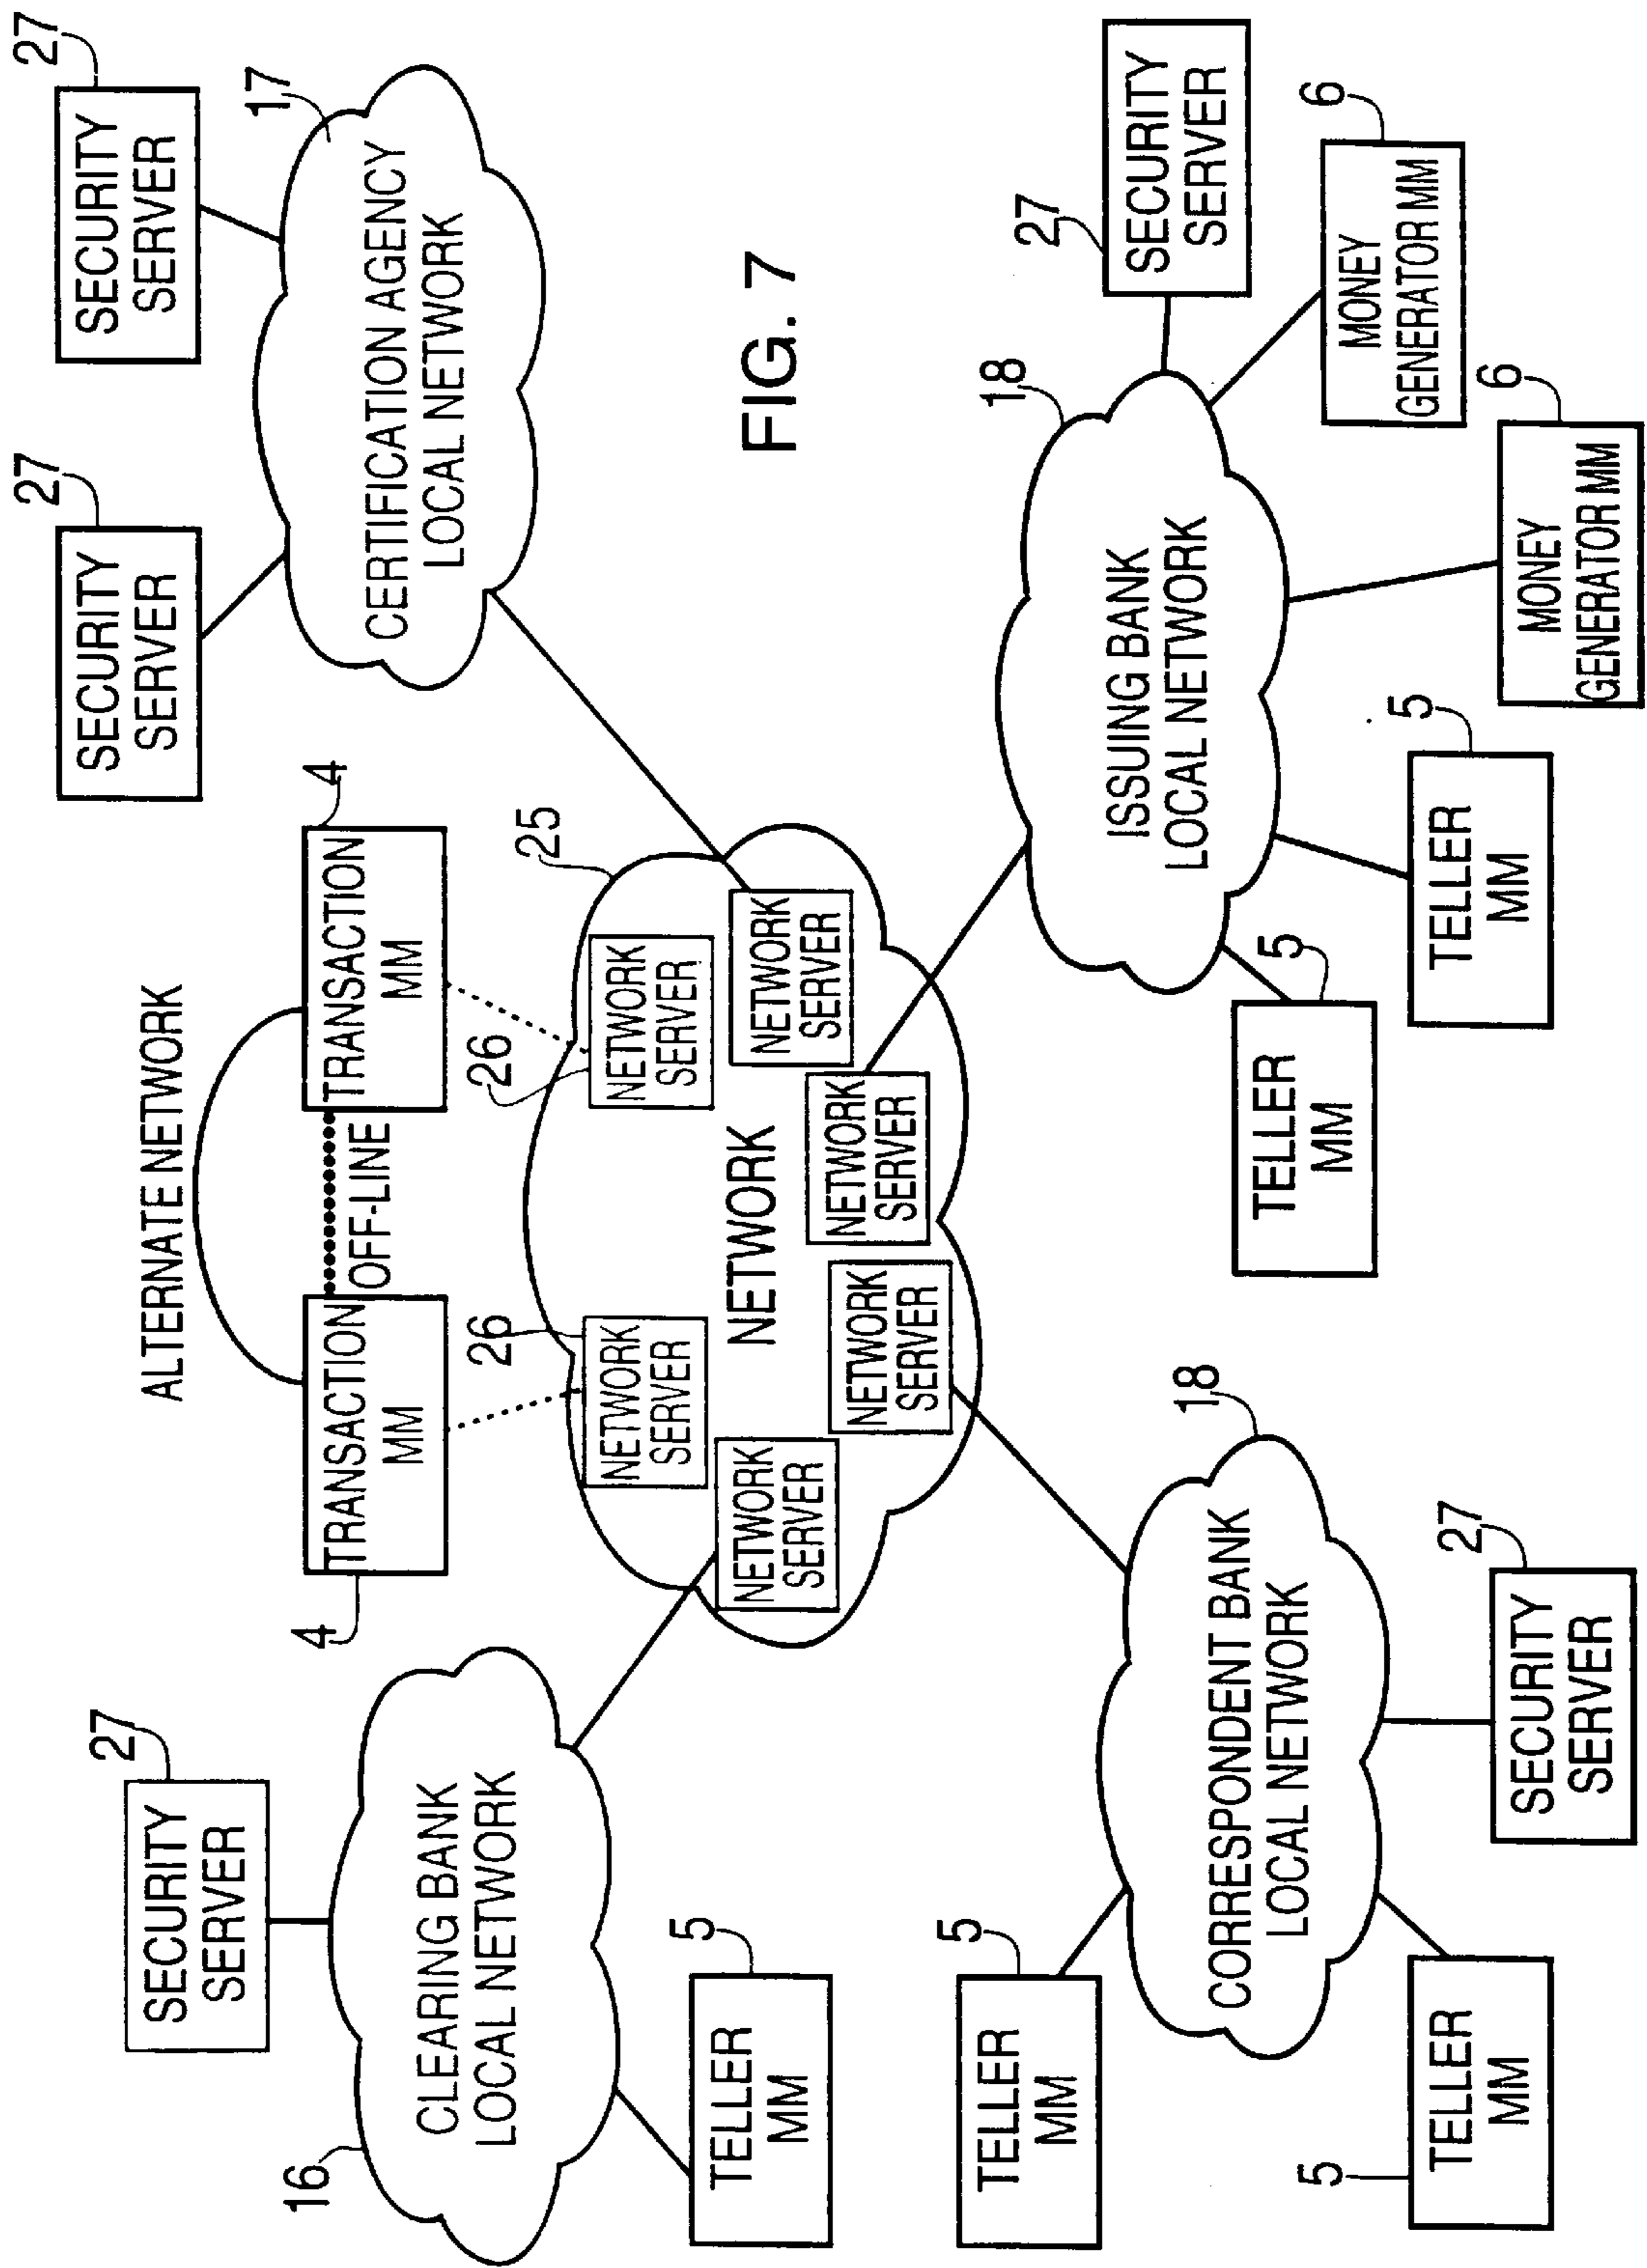 ALTERNATE NETWORK
27
SECURITY
SERVER
27
SECURITY
SERVER
27
SECURITY
SERVER
4
TRANSACTION
MM
OFF-LINE
TRANSACTION
MM
4
17
CERTIFICATION AGENCY
LOCAL NETWORK
16
CLEARING BANK
LOCAL NETWORK
5
TELLER
MM
26
26
25
NETWORK
SERVER
NETWORK
SERVER
NETWORK
NETWORK
SERVER
NETWORK
SERVER
NETWORK
SERVER
NETWORK
SERVER
FIG. 7
5
TELLER
MM
18
CORRESPONDENT BANK
LOCAL NETWORK
5
TELLER
MM
27
SECURITY
SERVER
18
ISSUING BANK
LOCAL NETWORK
27
SECURITY
SERVER
5
TELLER
MM
5
TELLER
MM
6
MONEY
GENERATOR MM
6
MONEY
GENERATOR MM